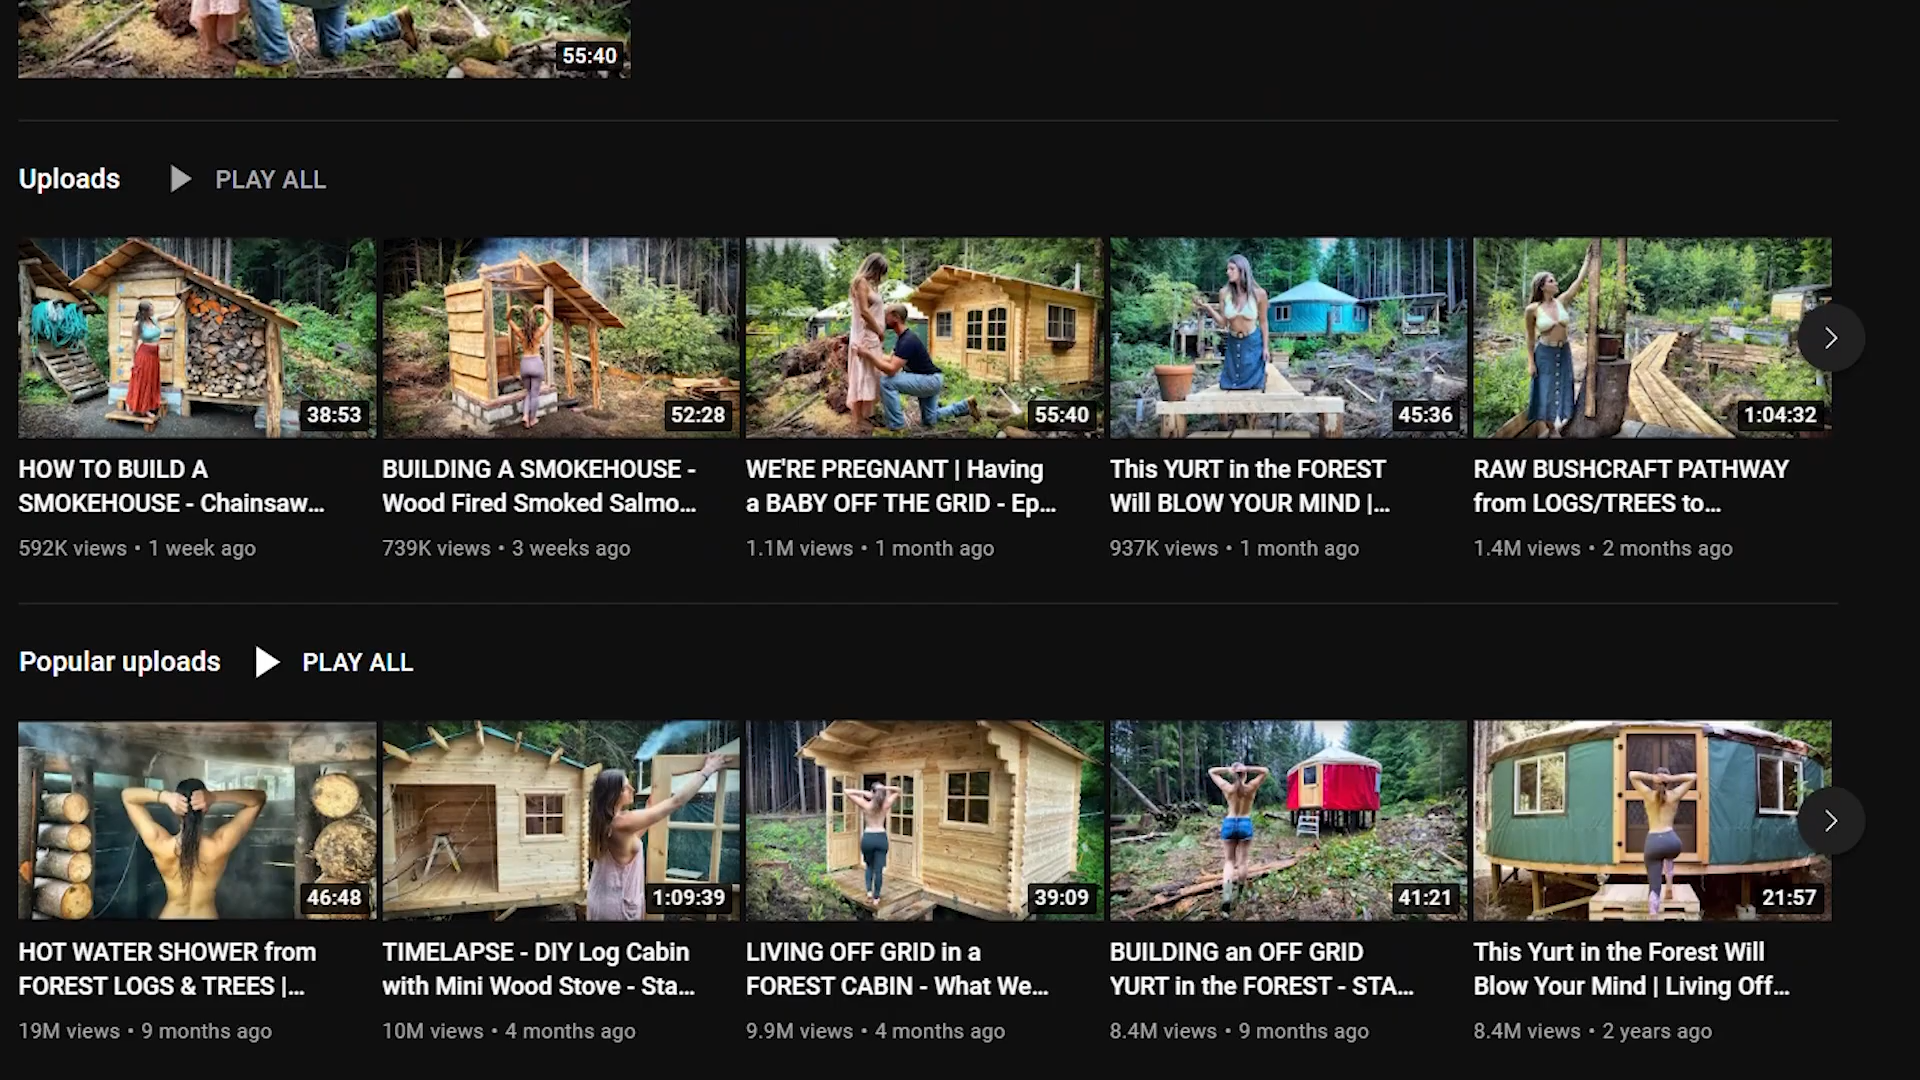 55:40
Uploads
PLAY ALL
38:53
52:28
55:40
45:36
1:04:32
HOW TO BUILD A
SMOKEHOUSE - Chainsaw...
592K views • 1 week ago
BUILDING A SMOKEHOUSE -
Wood Fired Smoked Salmo...
739K views • 3 weeks ago
WE'RE PREGNANT | Having
a BABY OFF THE GRID - Ep...
1.1M views • 1 month ago
This YURT in the FOREST
Will BLOW YOUR MIND |...
937K views • 1 month ago
RAW BUSHCRAFT PATHWAY
from LOGS/TREES to...
1.4M views • 2 months ago
Popular uploads
PLAY ALL
46:48
1:09:39
39:09
41:21
21:57
HOT WATER SHOWER from
FOREST LOGS & TREES |...
19M views • 9 months ago
TIMELAPSE - DIY Log Cabin
with Mini Wood Stove - Sta...
10M views • 4 months ago
LIVING OFF GRID in a
FOREST CABIN - What We...
9.9M views • 4 months ago
BUILDING an OFF GRID
YURT in the FOREST - STA...
8.4M views • 9 months ago
This Yurt in the Forest Will
Blow Your Mind | Living Off...
8.4M views • 2 years ago